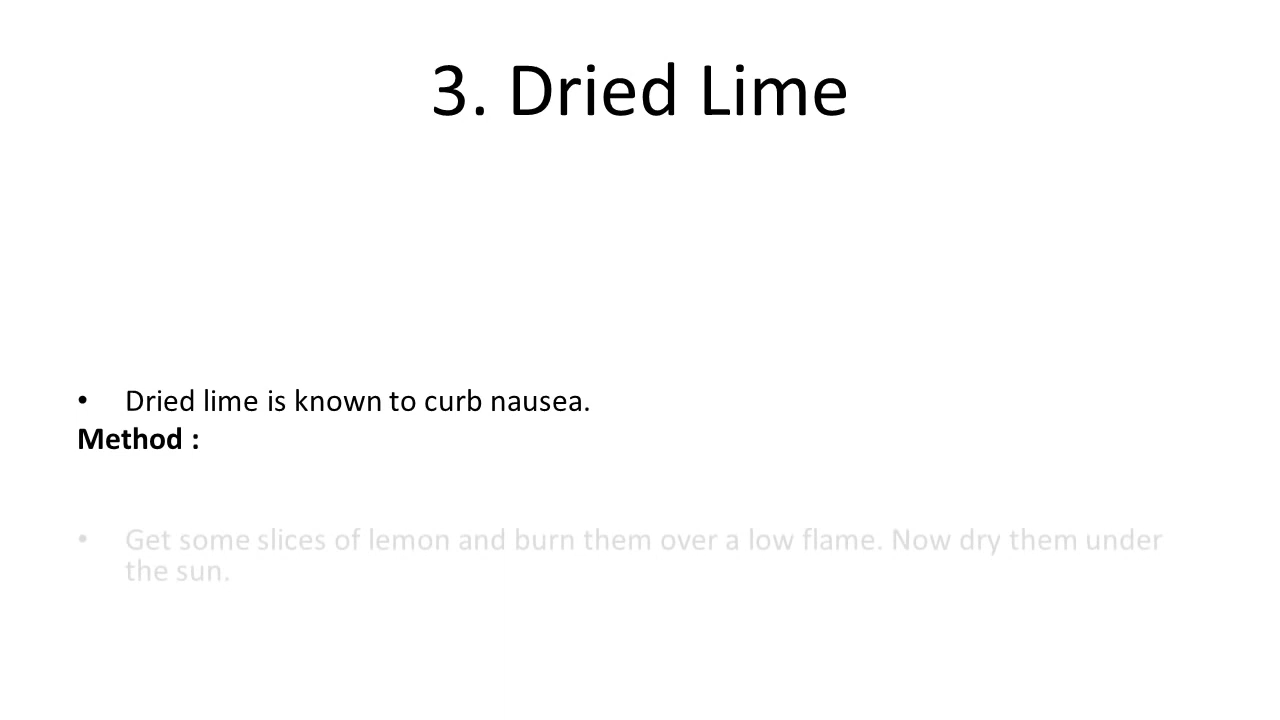 3. Dried Lime
• Dried lime is known to curb nausea.
Method :
• Get some slices of lemon and burn them over a low flame. Now dry them under
the sun.